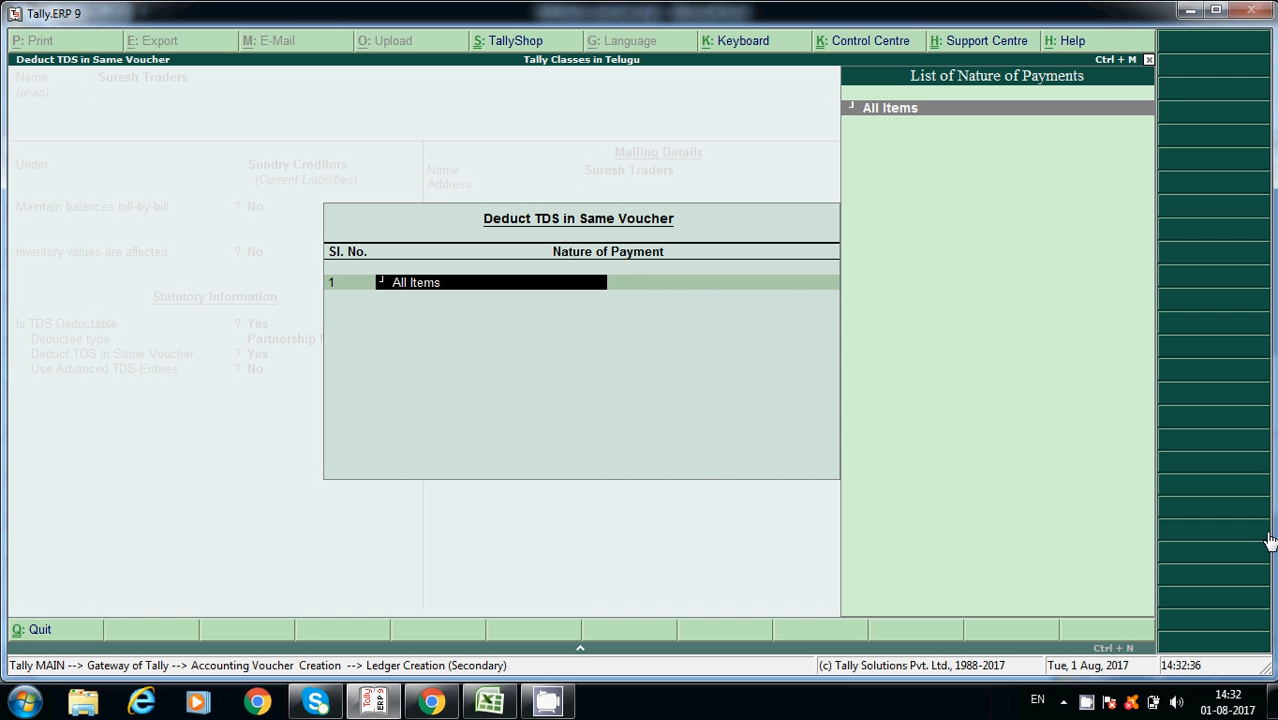 Tally.ERP 9
P: Print
E: Export
M: E-Mail
O: Upload
S: TallyShop
G: Language
K: Keyboard
K: Control Centre
H: Support Centre
H: Help
Deduct TDS in Same Voucher
Tally Classes in Telugu
Ctrl + M
Name : Suresh Traders
(alias) :
List of Nature of Payments
┘ All Items
Under : Sundry Creditors
(Current Liabilities)
Maintain balances bill-by-bill ? No
Inventory values are affected ? No
Statutory Information
Is TDS Deductable ? Yes
Deductee type : Partnership
Deduct TDS in Same Voucher ? Yes
Use Advanced TDS Entries ? No
Mailing Details
Name : Suresh Traders
Address :
Deduct TDS in Same Voucher
Sl. No. Nature of Payment
1 ┘ All Items
Q: Quit
Ctrl + N
Tally MAIN --> Gateway of Tally --> Accounting Voucher Creation --> Ledger Creation (Secondary)
(c) Tally Solutions Pvt. Ltd., 1988-2017
Tue, 1 Aug, 2017
14:32:36
Tally ERP 9
EN
14:32
01-08-2017